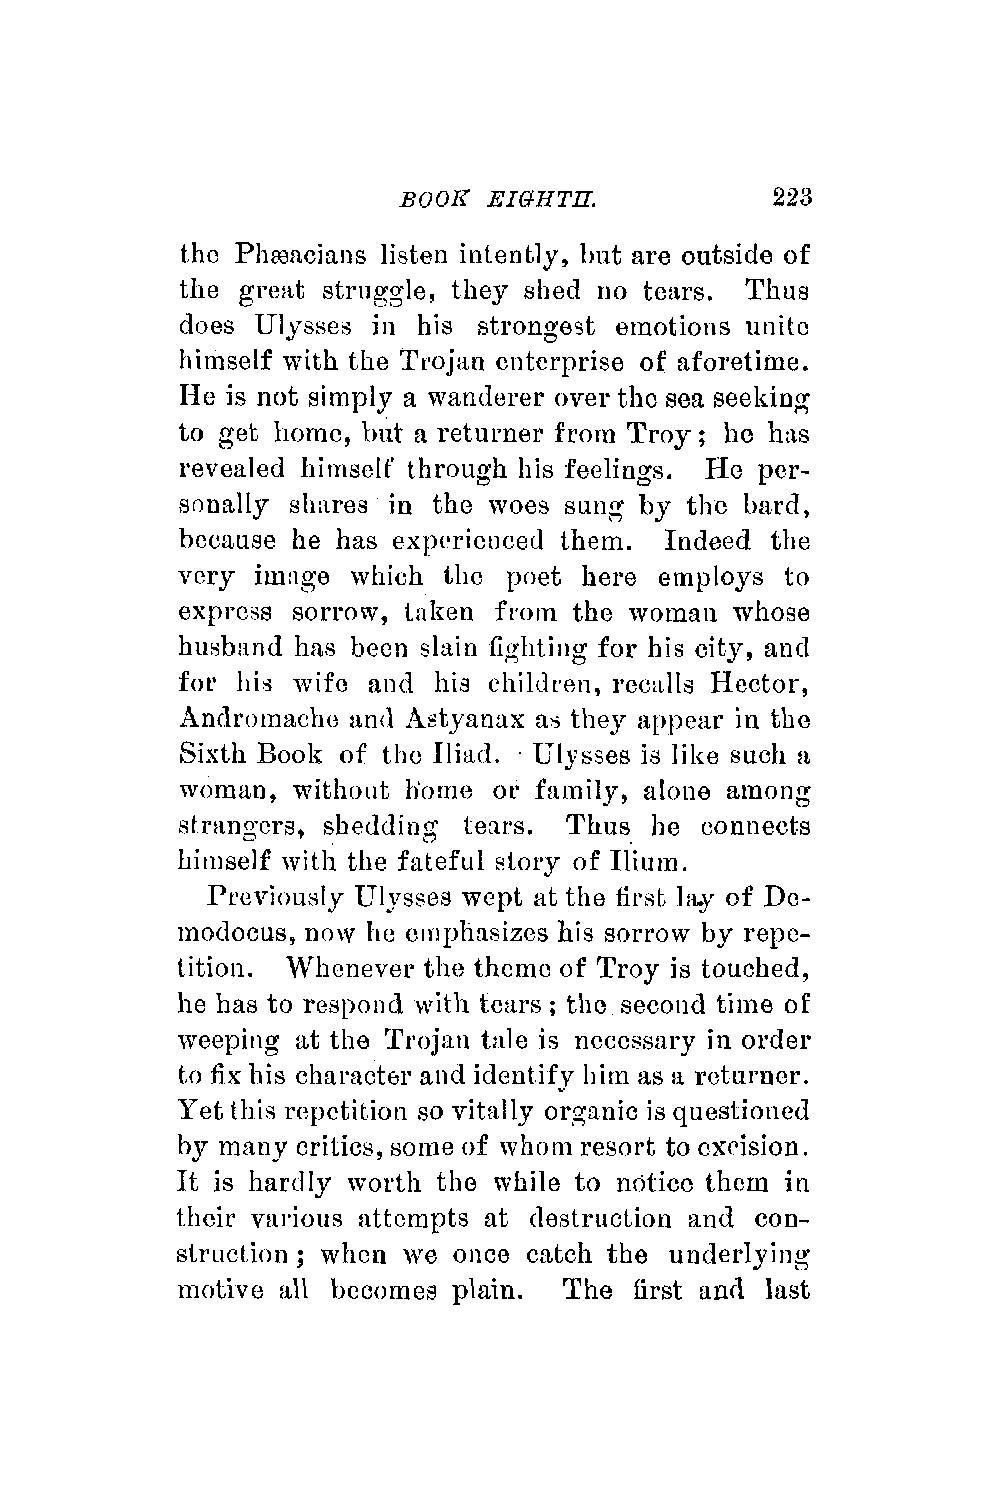 BOOK EIGHTH. 223
the Phæacians listen intently, but are outside of
the great struggle, they shed no tears. Thus
does Ulysses in his strongest emotions unite
himself with the Trojan enterprise of aforetime.
He is not simply a wanderer over the sea seeking
to get home, but a returner from Troy; he has
revealed himself through his feelings. He per-
sonally shares in the woes sung by the bard,
because he has experienced them. Indeed the
very image which the poet here employs to
express sorrow, taken from the woman whose
husband has been slain fighting for his city, and
for his wife and his children, recalls Hector,
Andromache and Astyanax as they appear in the
Sixth Book of the Iliad. Ulysses is like such a
woman, without home or family, alone among
strangers, shedding tears. Thus he connects
himself with the fateful story of Ilium.
Previously Ulysses wept at the first lay of De-
modocus, now he emphasizes his sorrow by repe-
tition. Whenever the theme of Troy is touched,
he has to respond with tears; the second time of
weeping at the Trojan tale is necessary in order
to fix his character and identify him as a returner.
Yet this repetition so vitally organic is questioned
by many critics, some of whom resort to excision.
It is hardly worth the while to notice them in
their various attempts at destruction and con-
struction; when we once catch the underlying
motive all becomes plain. The first and last